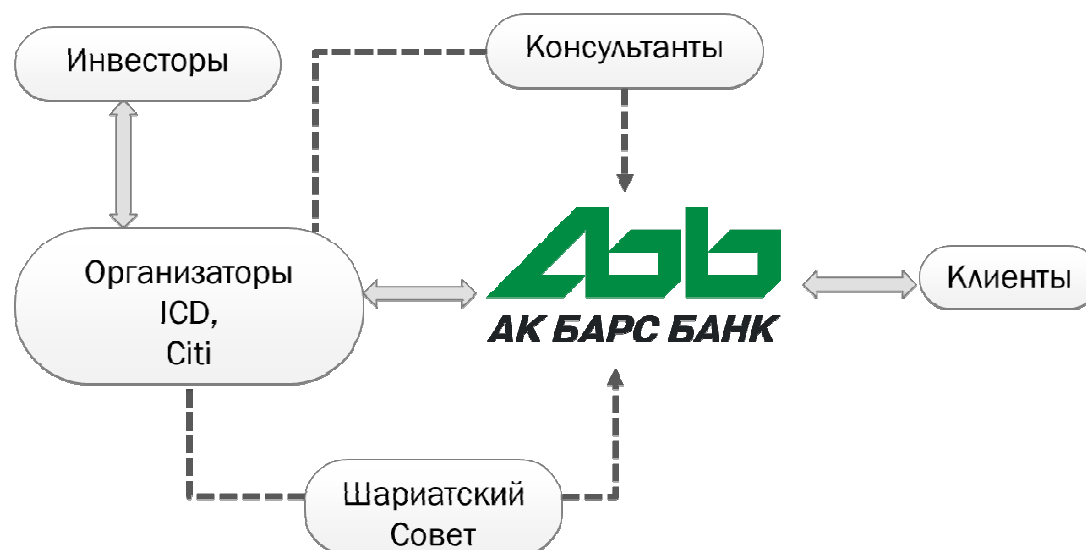 Инвесторы
Консультанты
Организаторы
ICD,
Citi
АК БАРС БАНК
Клиенты
Шариатский
Совет